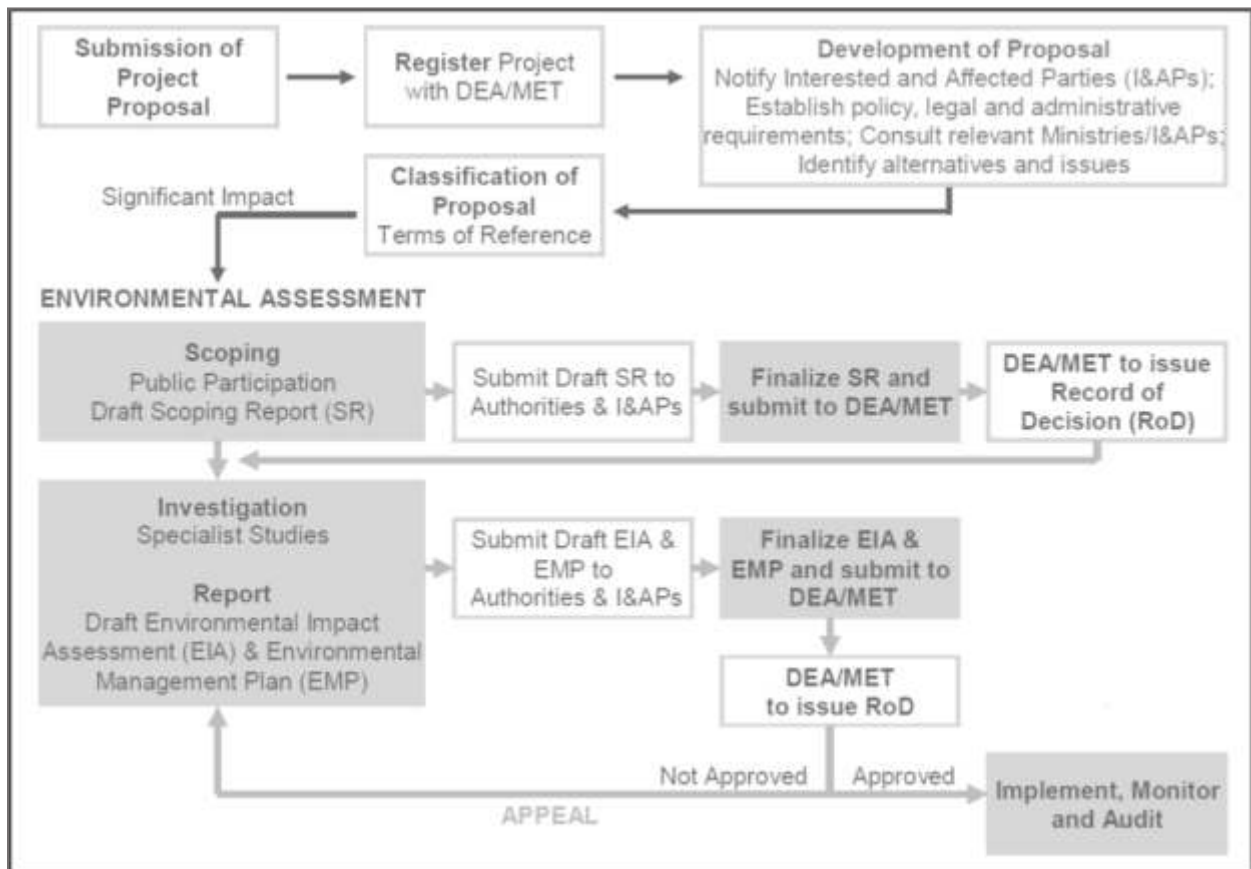 Submission of
Project
Proposal
Register Project
with DEA/MET
Development of Proposal
Notify Interested and Affected Parties (I&APs);
Establish policy, legal and administrative
requirements; Consult relevant Ministries/I&APs;
Identify alternatives and issues
Significant Impact
Classification of
Proposal
Terms of Reference
ENVIRONMENTAL ASSESSMENT
Scoping
Public Participation
Draft Scoping Report (SR)
Submit Draft SR to
Authorities & I&APs
Finalize SR and
submit to DEA/MET
DEA/MET to issue
Record of
Decision (RoD)
Investigation
Specialist Studies
Report
Draft Environmental Impact
Assessment (EIA) & Environmental
Management Plan (EMP)
Submit Draft EIA &
EMP to
Authorities & I&APs
Finalize EIA &
EMP and submit to
DEA/MET
DEA/MET
to issue RoD
Not Approved
Approved
APPEAL
Implement, Monitor
and Audit